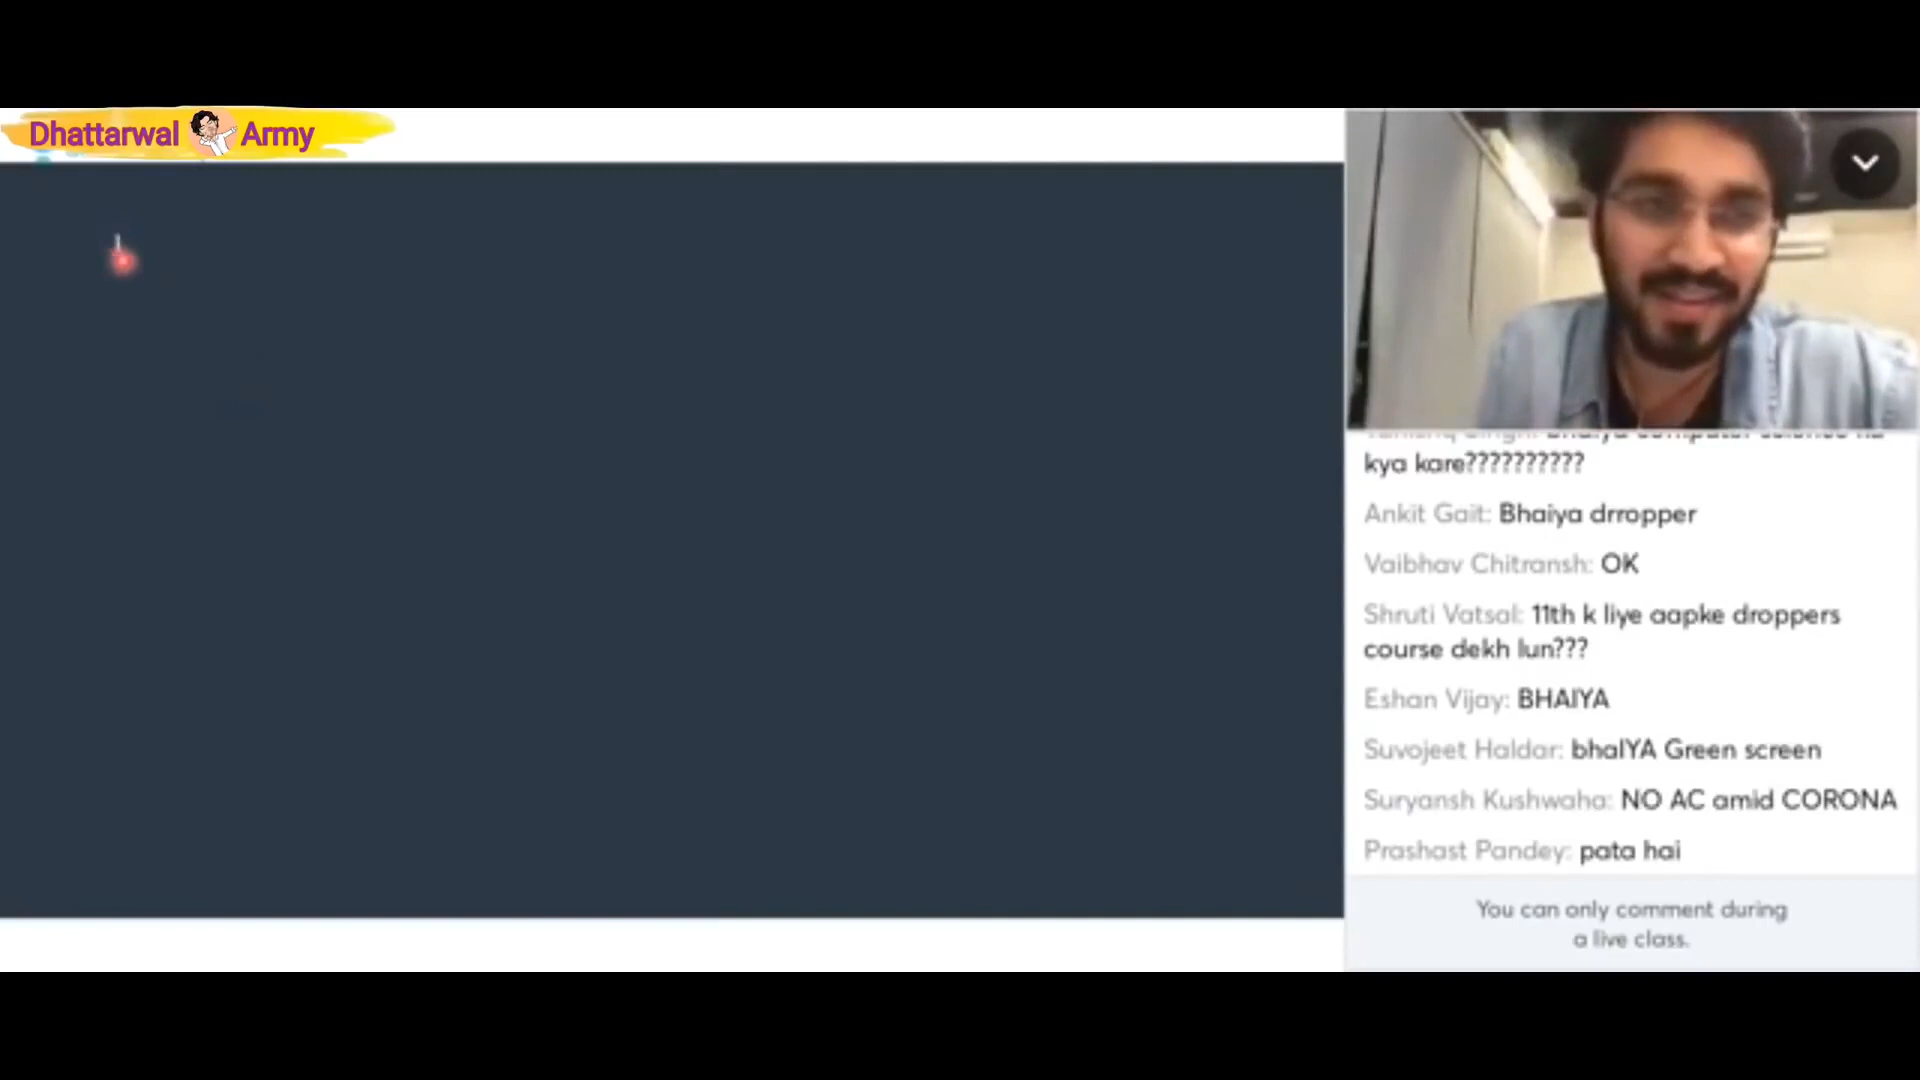 Dhattarwal Army
kya kare??????????
Ankit Gait: Bhaiya drropper
Vaibhav Chitransh: OK
Shruti Vatsal: 11th k liye aapke droppers
course dekh lun???
Eshan Vijay: BHAIYA
Suvojeet Haldar: bhaIYA Green screen
Suryansh Kushwaha: NO AC amid CORONA
Prashast Pandey: pata hai
You can only comment during
a live class.